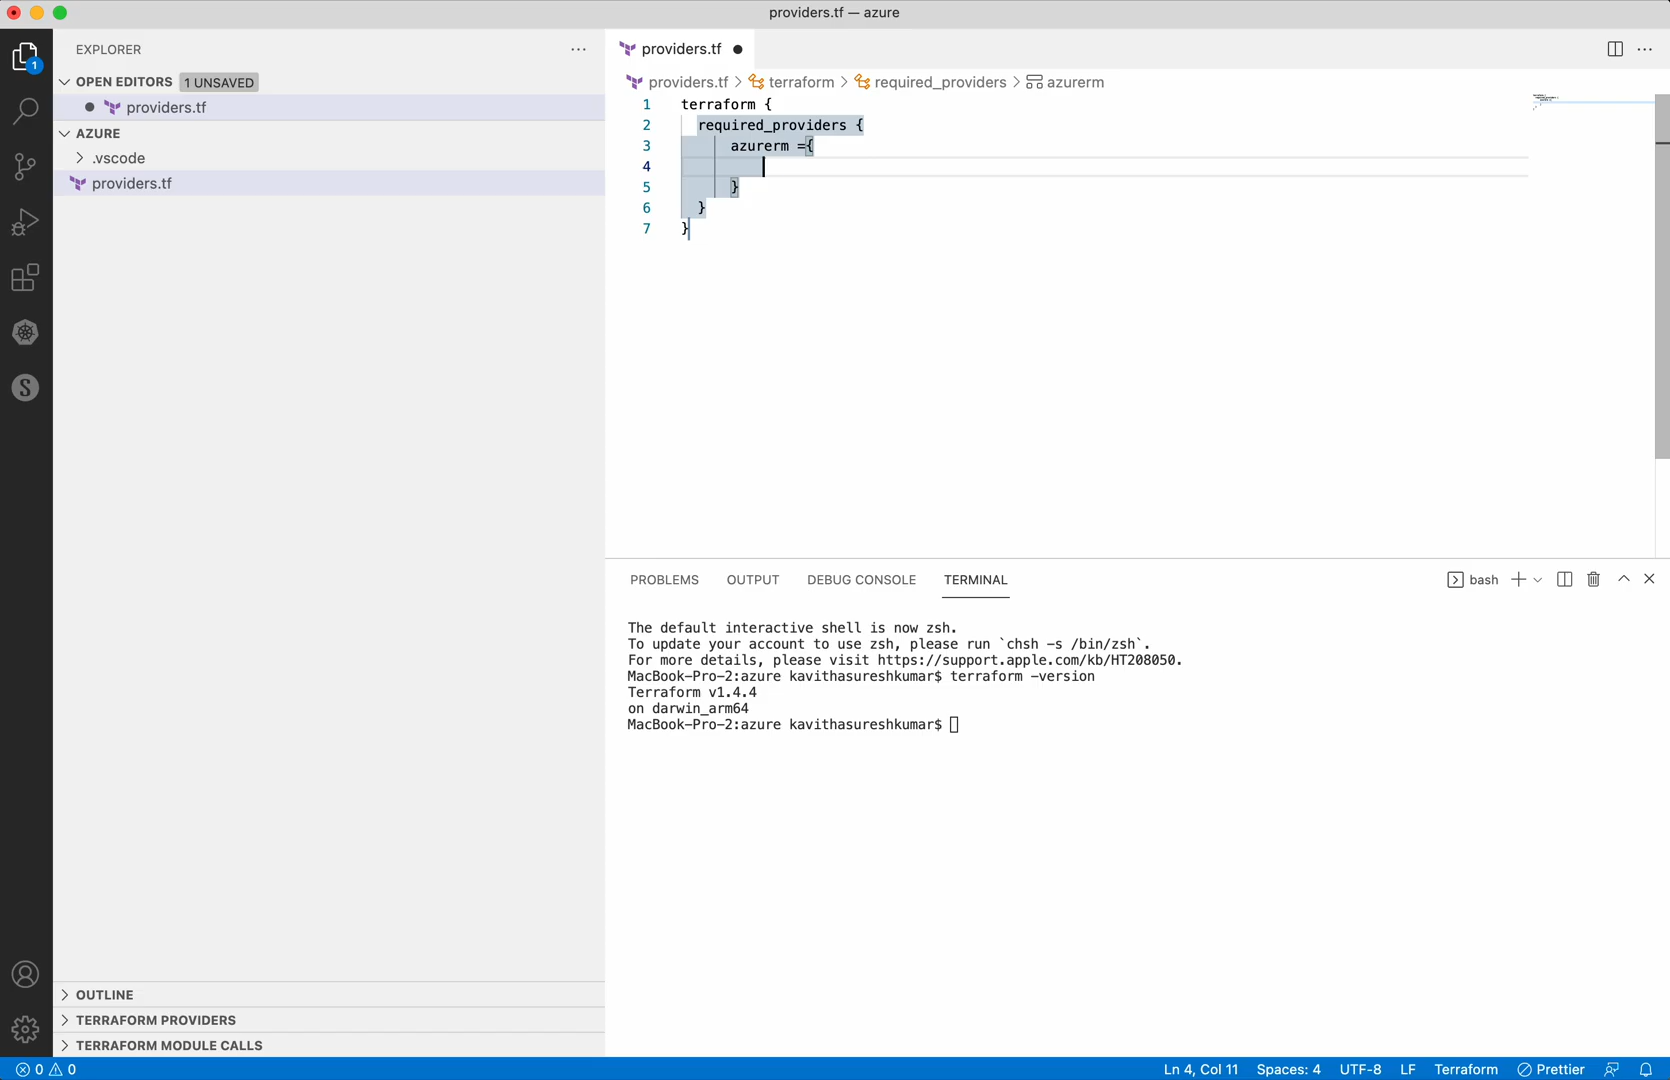 providers.tf — azure
EXPLORER
1
OPEN EDITORS 1 UNSAVED
providers.tf
AZURE
.vscode
providers.tf
OUTLINE
TERRAFORM PROVIDERS
TERRAFORM MODULE CALLS
providers.tf
providers.tf > terraform > required_providers > azurerm
1 terraform {
2 required_providers {
3 azurerm ={
4
5 }
6 }
7 }
PROBLEMS OUTPUT DEBUG CONSOLE TERMINAL
bash
The default interactive shell is now zsh.
To update your account to use zsh, please run `chsh -s /bin/zsh`.
For more details, please visit https://support.apple.com/kb/HT208050.
MacBook-Pro-2:azure kavithasureshkumar$ terraform -version
Terraform v1.4.4
on darwin_arm64
MacBook-Pro-2:azure kavithasureshkumar$
0 0 Ln 4, Col 11 Spaces: 4 UTF-8 LF Terraform Prettier